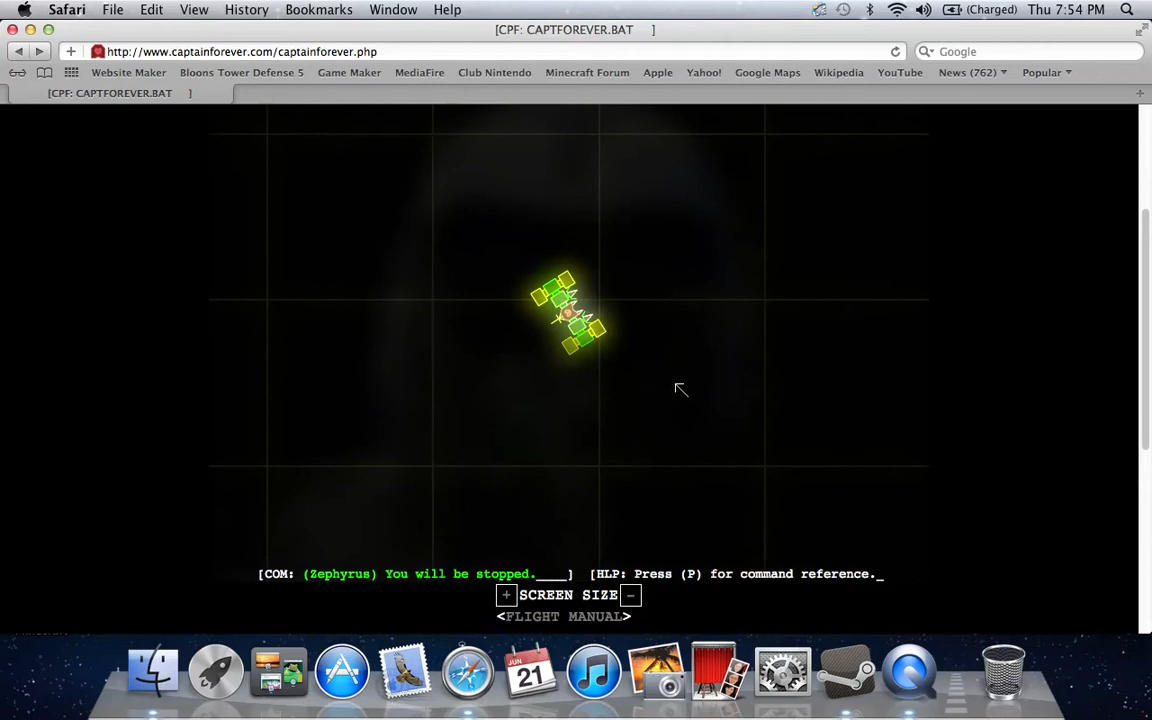 Safari File Edit View History Bookmarks Window Help (Charged) Thu 7:54 PM
[CPF: CAPTFOREVER.BAT ]
http://www.captainforever.com/captainforever.php Google
Website Maker Bloons Tower Defense 5 Game Maker MediaFire Club Nintendo Minecraft Forum Apple Yahoo! Google Maps Wikipedia YouTube News (762) Popular
[CPF: CAPTFOREVER.BAT ]
[COM: (Zephyrus) You will be stopped.____] [HLP: Press (P) for command reference._
+ SCREEN SIZE -
<FLIGHT MANUAL>
JUN
21